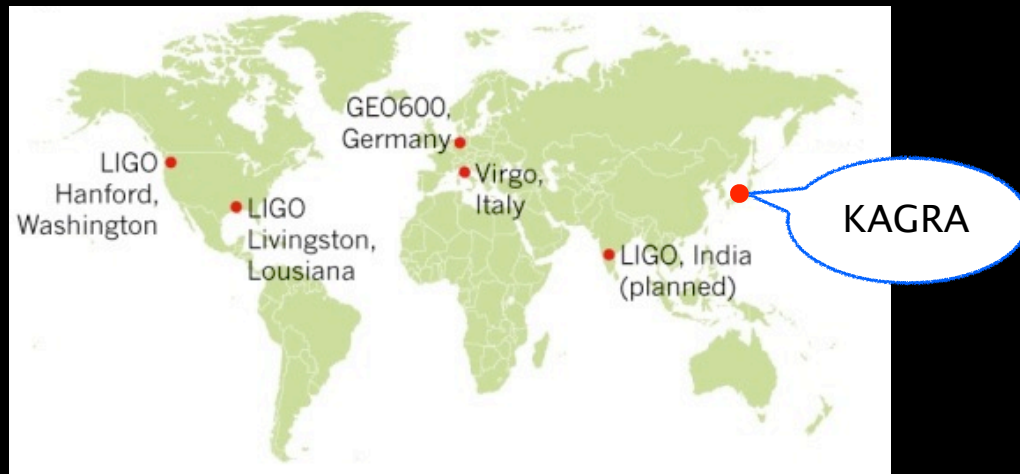 GEO600,
Germany
LIGO
Hanford,
Washington
Virgo,
Italy
LIGO
Livingston,
Lousiana
KAGRA
LIGO, India
(planned)